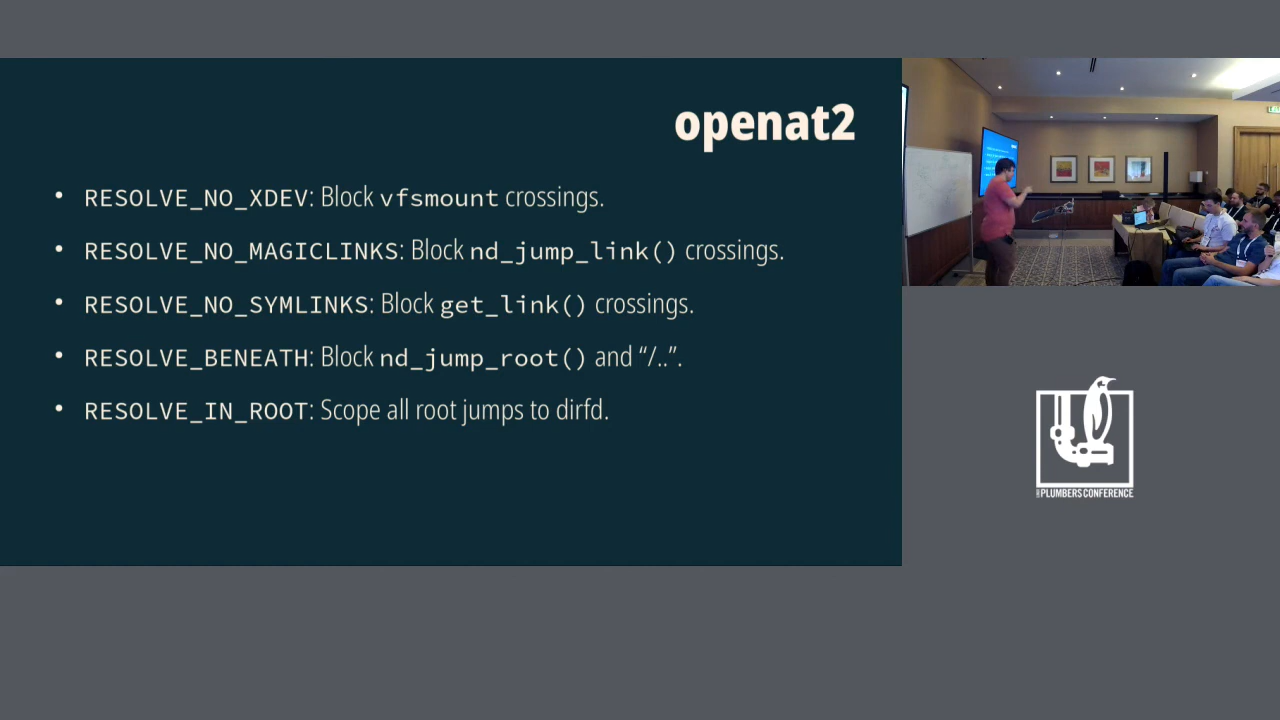 openat2
• RESOLVE_NO_XDEV: Block vfsmount crossings.
• RESOLVE_NO_MAGICLINKS: Block nd_jump_link() crossings.
• RESOLVE_NO_SYMLINKS: Block get_link() crossings.
• RESOLVE_BENEATH: Block nd_jump_root() and “/..”.
• RESOLVE_IN_ROOT: Scope all root jumps to dirfd.
PLUMBERS CONFERENCE